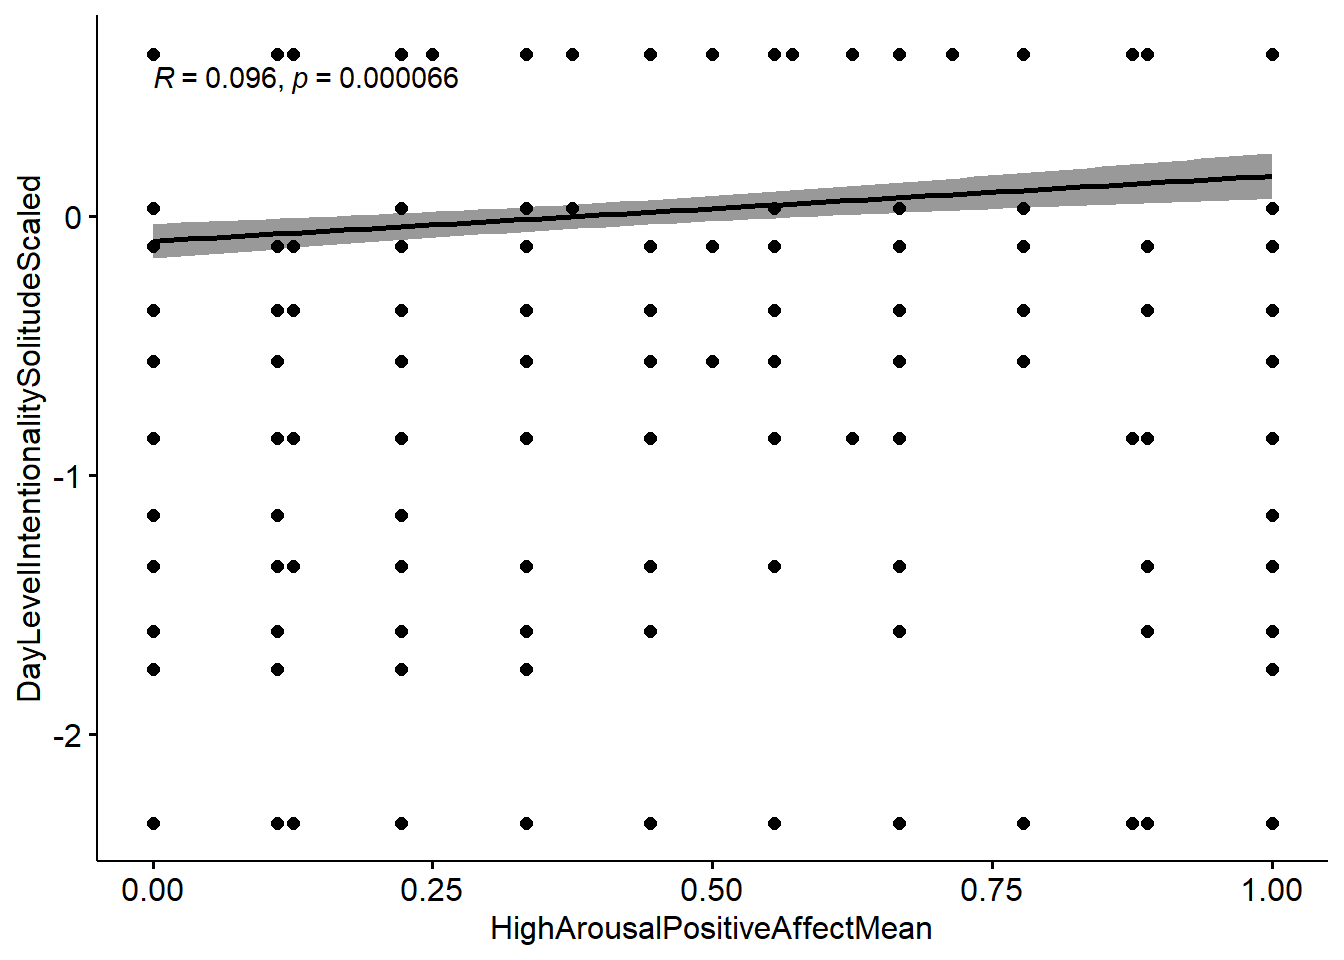 R = 0.096, p = 0.000066
DayLevelIntentionalitySolitudeScaled
0
-1
-2
0.00 0.25 0.50 0.75 1.00
HighArousalPositiveAffectMean